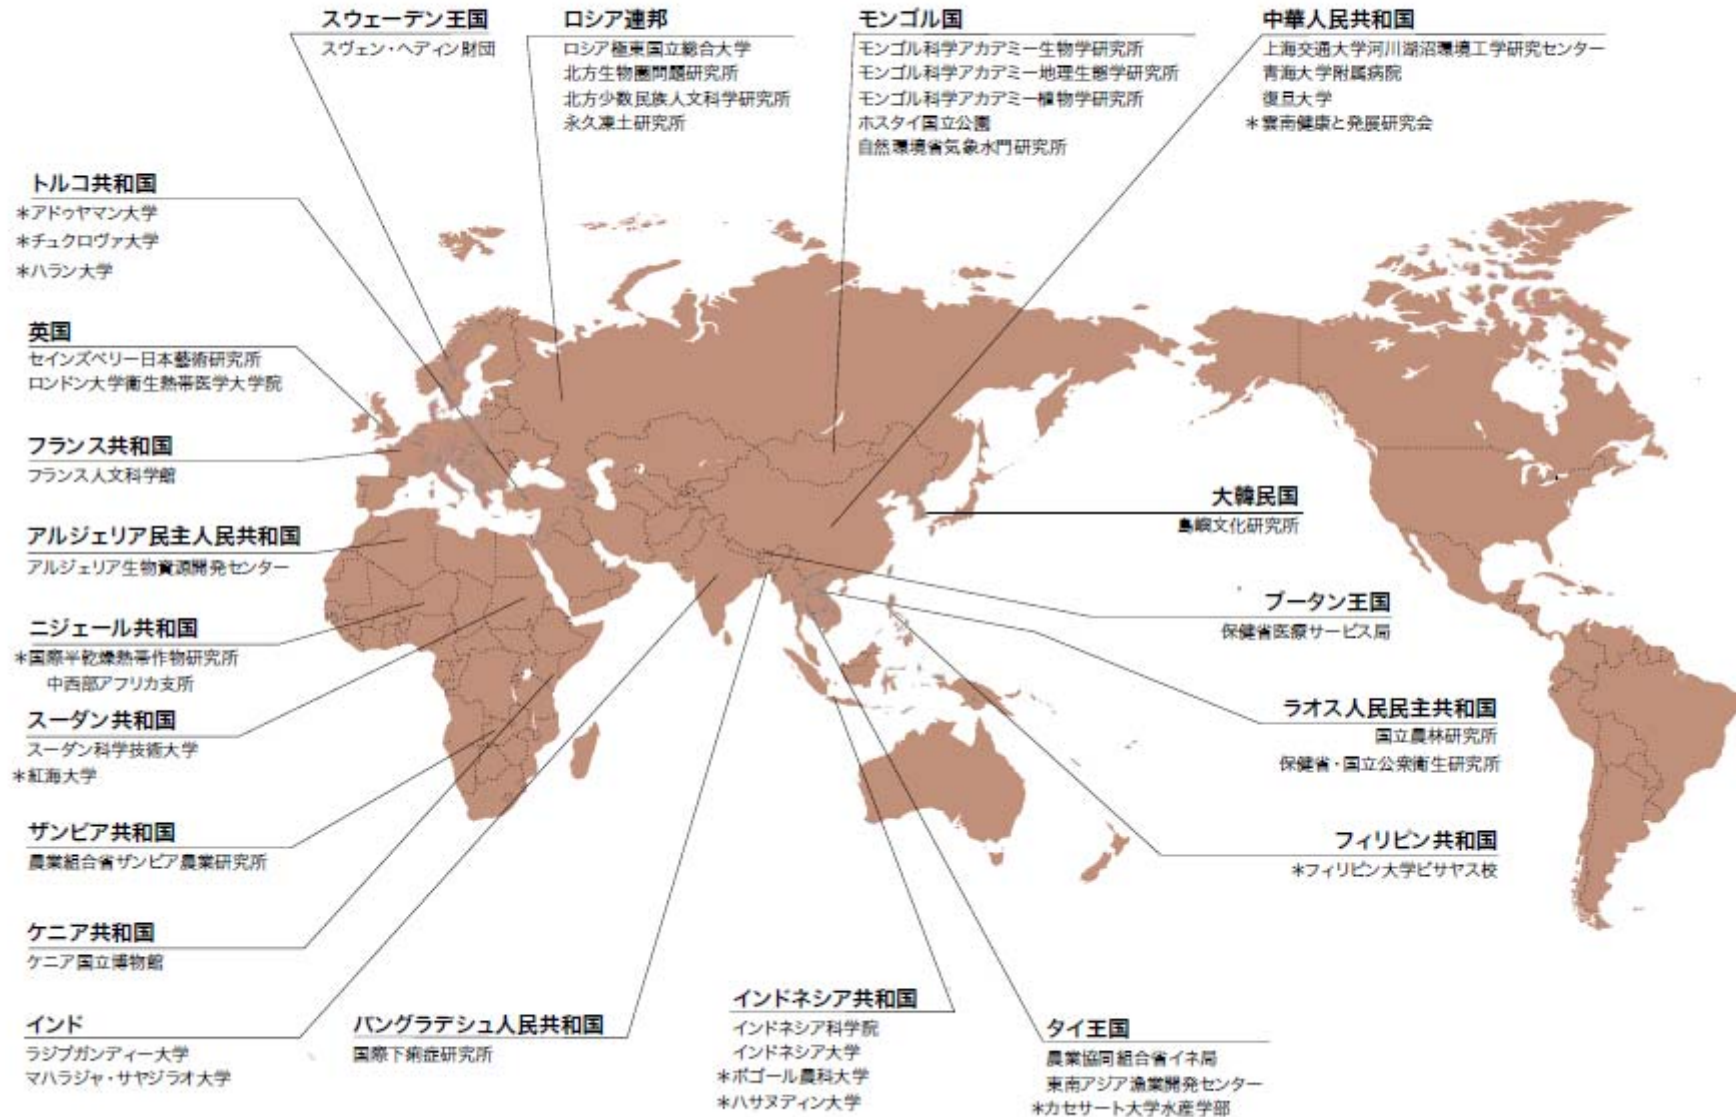 スウェーデン王国
スヴェン・ヘディン財団
ロシア連邦
ロシア極東国立総合大学
北方生物圏問題研究所
北方少数民族人文科学研究所
永久凍土研究所
モンゴル国
モンゴル科学アカデミー生物学研究所
モンゴル科学アカデミー地理生態学研究所
モンゴル科学アカデミー植物学研究所
ホスタイ国立公園
自然環境省気象水門研究所
中華人民共和国
上海交通大学河川湖沼環境工学研究センター
青海大学附属病院
復旦大学
＊雲南健康と発展研究会
トルコ共和国
＊アドゥヤマン大学
＊チュクロヴァ大学
＊ハラン大学
英国
セインズベリー日本藝術研究所
ロンドン大学衛生熱帯医学大学院
フランス共和国
フランス人文科学館
アルジェリア民主人民共和国
アルジェリア生物資源開発センター
ニジェール共和国
＊国際半乾燥熱帯作物研究所
中西部アフリカ支所
スーダン共和国
スーダン科学技術大学
＊紅海大学
ザンビア共和国
農業組合省ザンビア農業研究所
ケニア共和国
ケニア国立博物館
インド
ラジブガンディー大学
マハラジャ・サヤジラオ大学
バングラデシュ人民共和国
国際下痢症研究所
インドネシア共和国
インドネシア科学院
インドネシア大学
＊ボゴール農科大学
＊ハサヌディン大学
タイ王国
農業協同組合省イネ局
東南アジア漁業開発センター
＊カセサート大学水産学部
大韓民国
島嶼文化研究所
ブータン王国
保健省医療サービス局
ラオス人民民主共和国
国立農林研究所
保健省・国立公衆衛生研究所
フィリピン共和国
＊フィリピン大学ビサヤス校